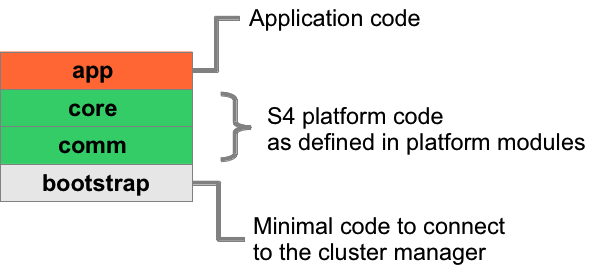 Application code
app
core
comm
bootstrap
S4 platform code
as defined in platform modules
Minimal code to connect
to the cluster manager